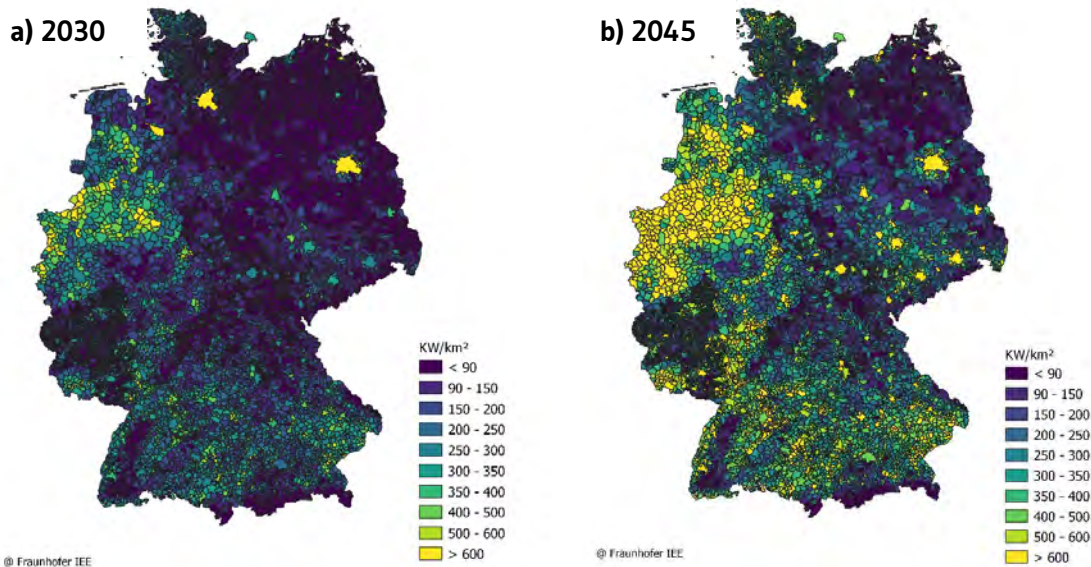 a) 2030
b) 2045
KW/km²
< 90
90 - 150
150 - 200
200 - 250
250 - 300
300 - 350
350 - 400
400 - 500
500 - 600
> 600
@ Fraunhofer IEE
KW/km²
< 90
90 - 150
150 - 200
200 - 250
250 - 300
300 - 350
350 - 400
400 - 500
500 - 600
> 600
@ Fraunhofer IEE